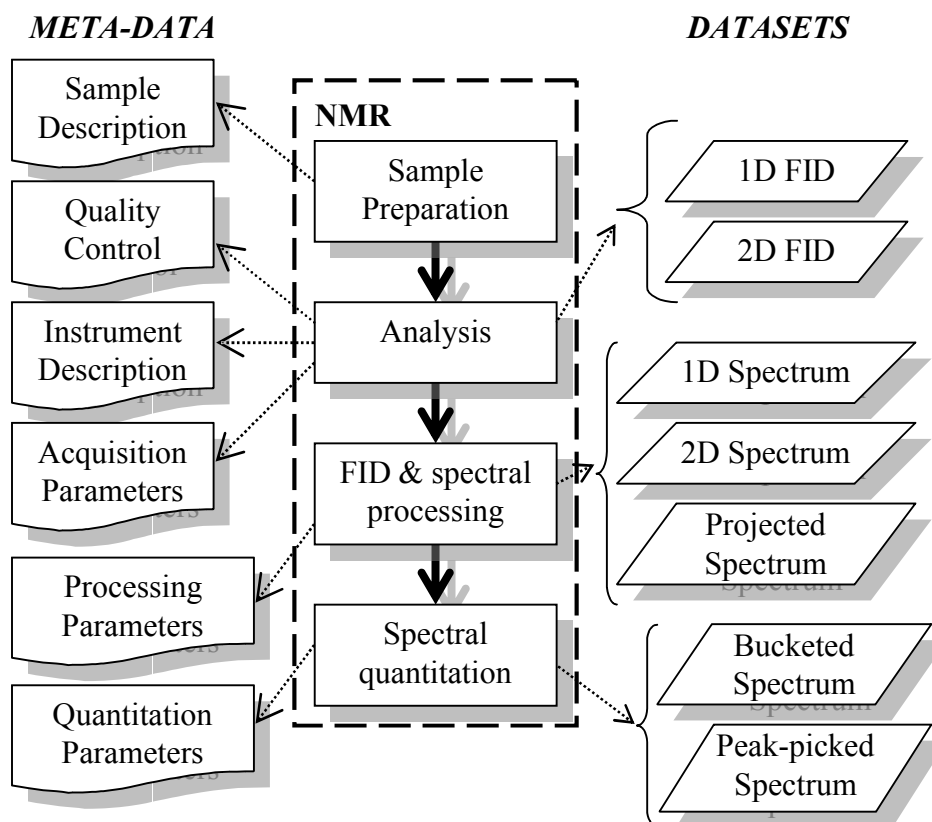 META-DATA
Sample
Description
Quality
Control
Instrument
Description
Acquisition
Parameters
Processing
Parameters
Quantitation
Parameters
NMR
Sample
Preparation
Analysis
FID & spectral
processing
Spectral
quantitation
DATASETS
1D FID
2D FID
1D Spectrum
2D Spectrum
Projected
Spectrum
Bucketed
Spectrum
Peak-picked
Spectrum